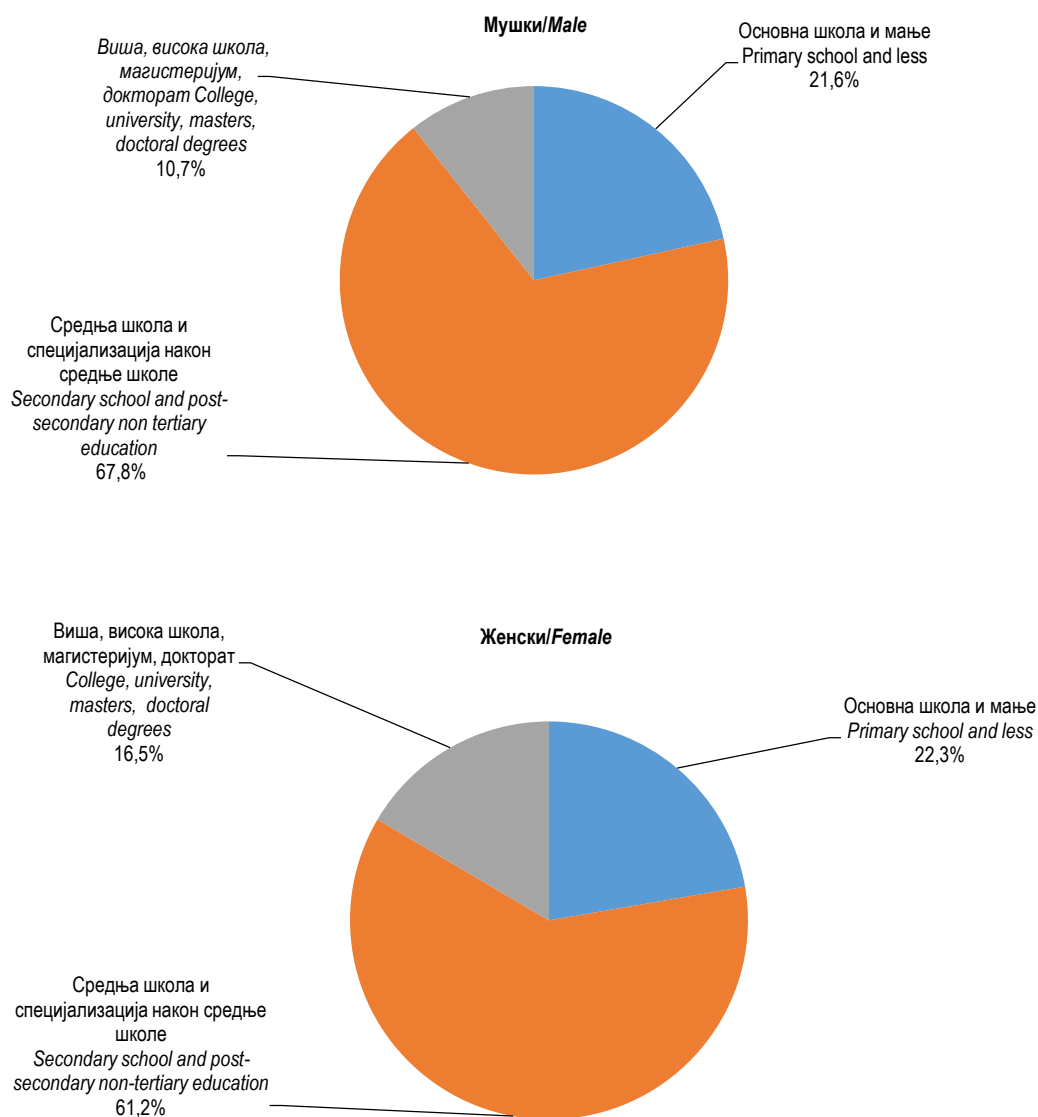 Мушки/Male
Виша, висока школа,
магистеријум,
докторат College,
university, masters,
doctoral degrees
10,7%
Основна школа и мање
Primary school and less
21,6%
Средња школа и
специјализација након
средње школе
Secondary school and post-
secondary non tertiary
education
67,8%
Женски/Female
Виша, висока школа,
магистеријум, докторат
College, university,
masters, doctoral
degrees
16,5%
Основна школа и мање
Primary school and less
22,3%
Средња школа и
специјализација након средње
школе
Secondary school and post-
secondary non-tertiary education
61,2%